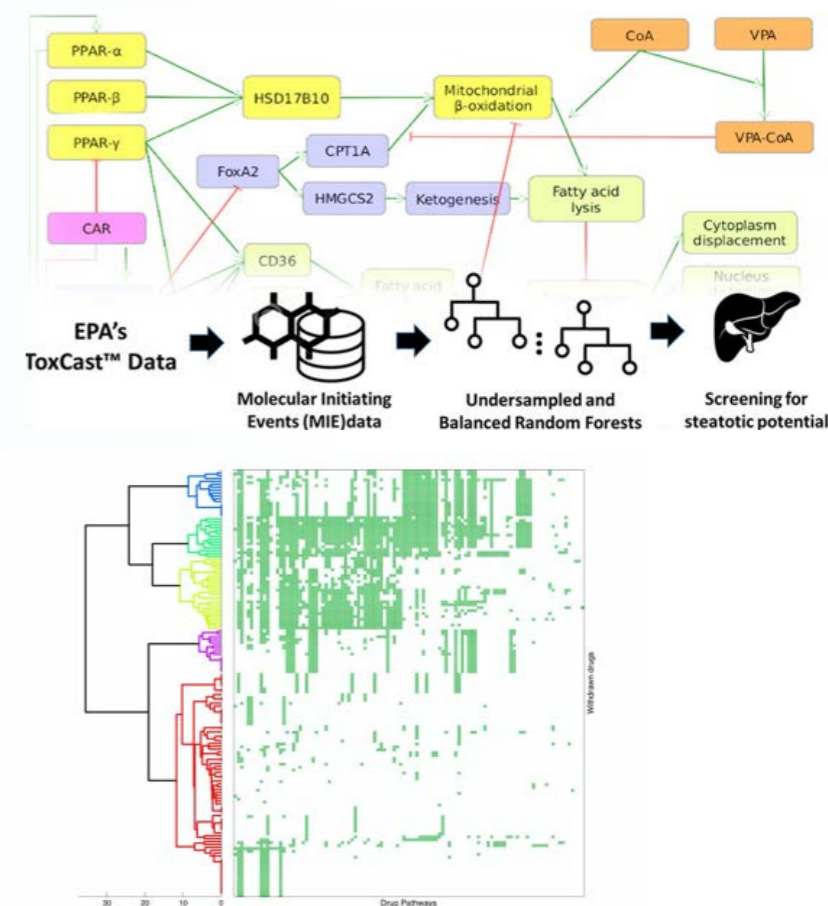 PPAR-α
CoA
VPA
PPAR-β
HSD17B10
Mitochondrial
β-oxidation
PPAR-γ
CPT1A
VPA-CoA
FoxA2
HMGCS2
Ketogenesis
Fatty acid
lysis
CAR
Cytoplasm
displacement
CD36
Fatty acid
Nucleus
EPA's
ToxCast™ Data
Molecular Initiating
Events (MIE)data
Undersampled and
Balanced Random Forests
Screening for
steatotic potential
Withdrawn drugs
30
20
10
0
Drug Pathways